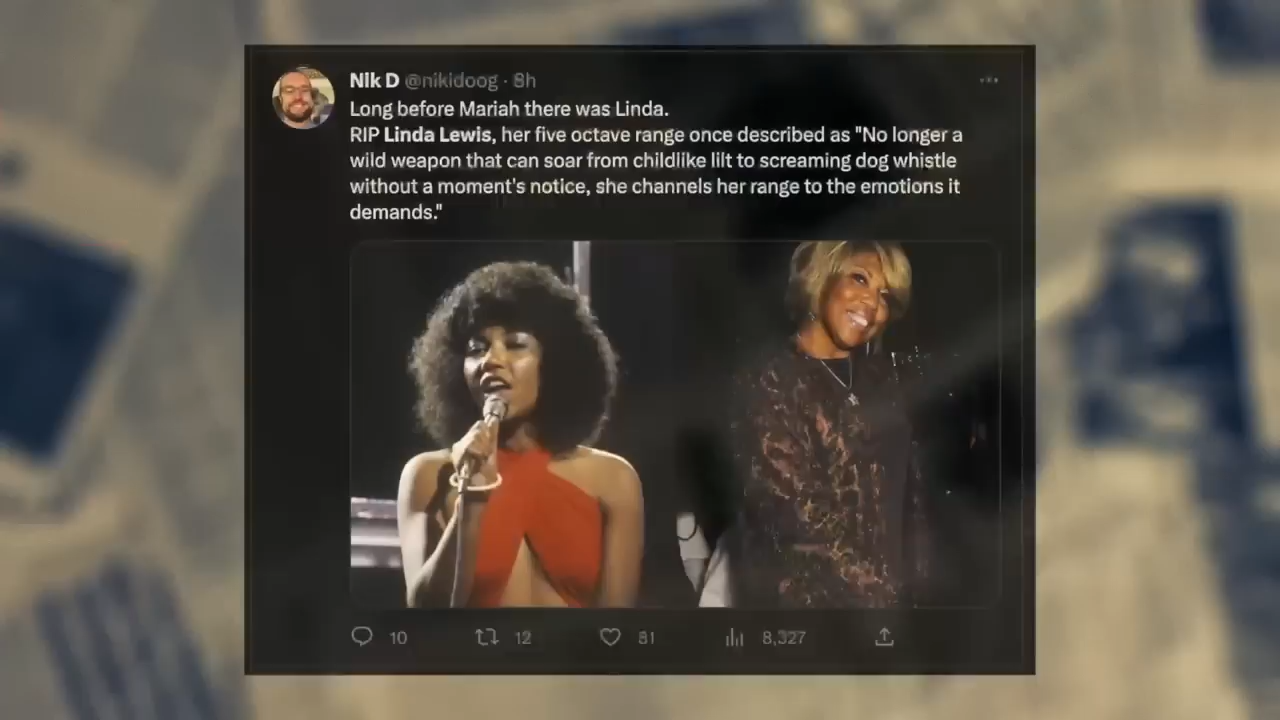 Nik D @nikidoog · 8h
Long before Mariah there was Linda.
RIP Linda Lewis, her five octave range once described as "No longer a
wild weapon that can soar from childlike lilt to screaming dog whistle
without a moment's notice, she channels her range to the emotions it
demands."
10 12 81 8,327